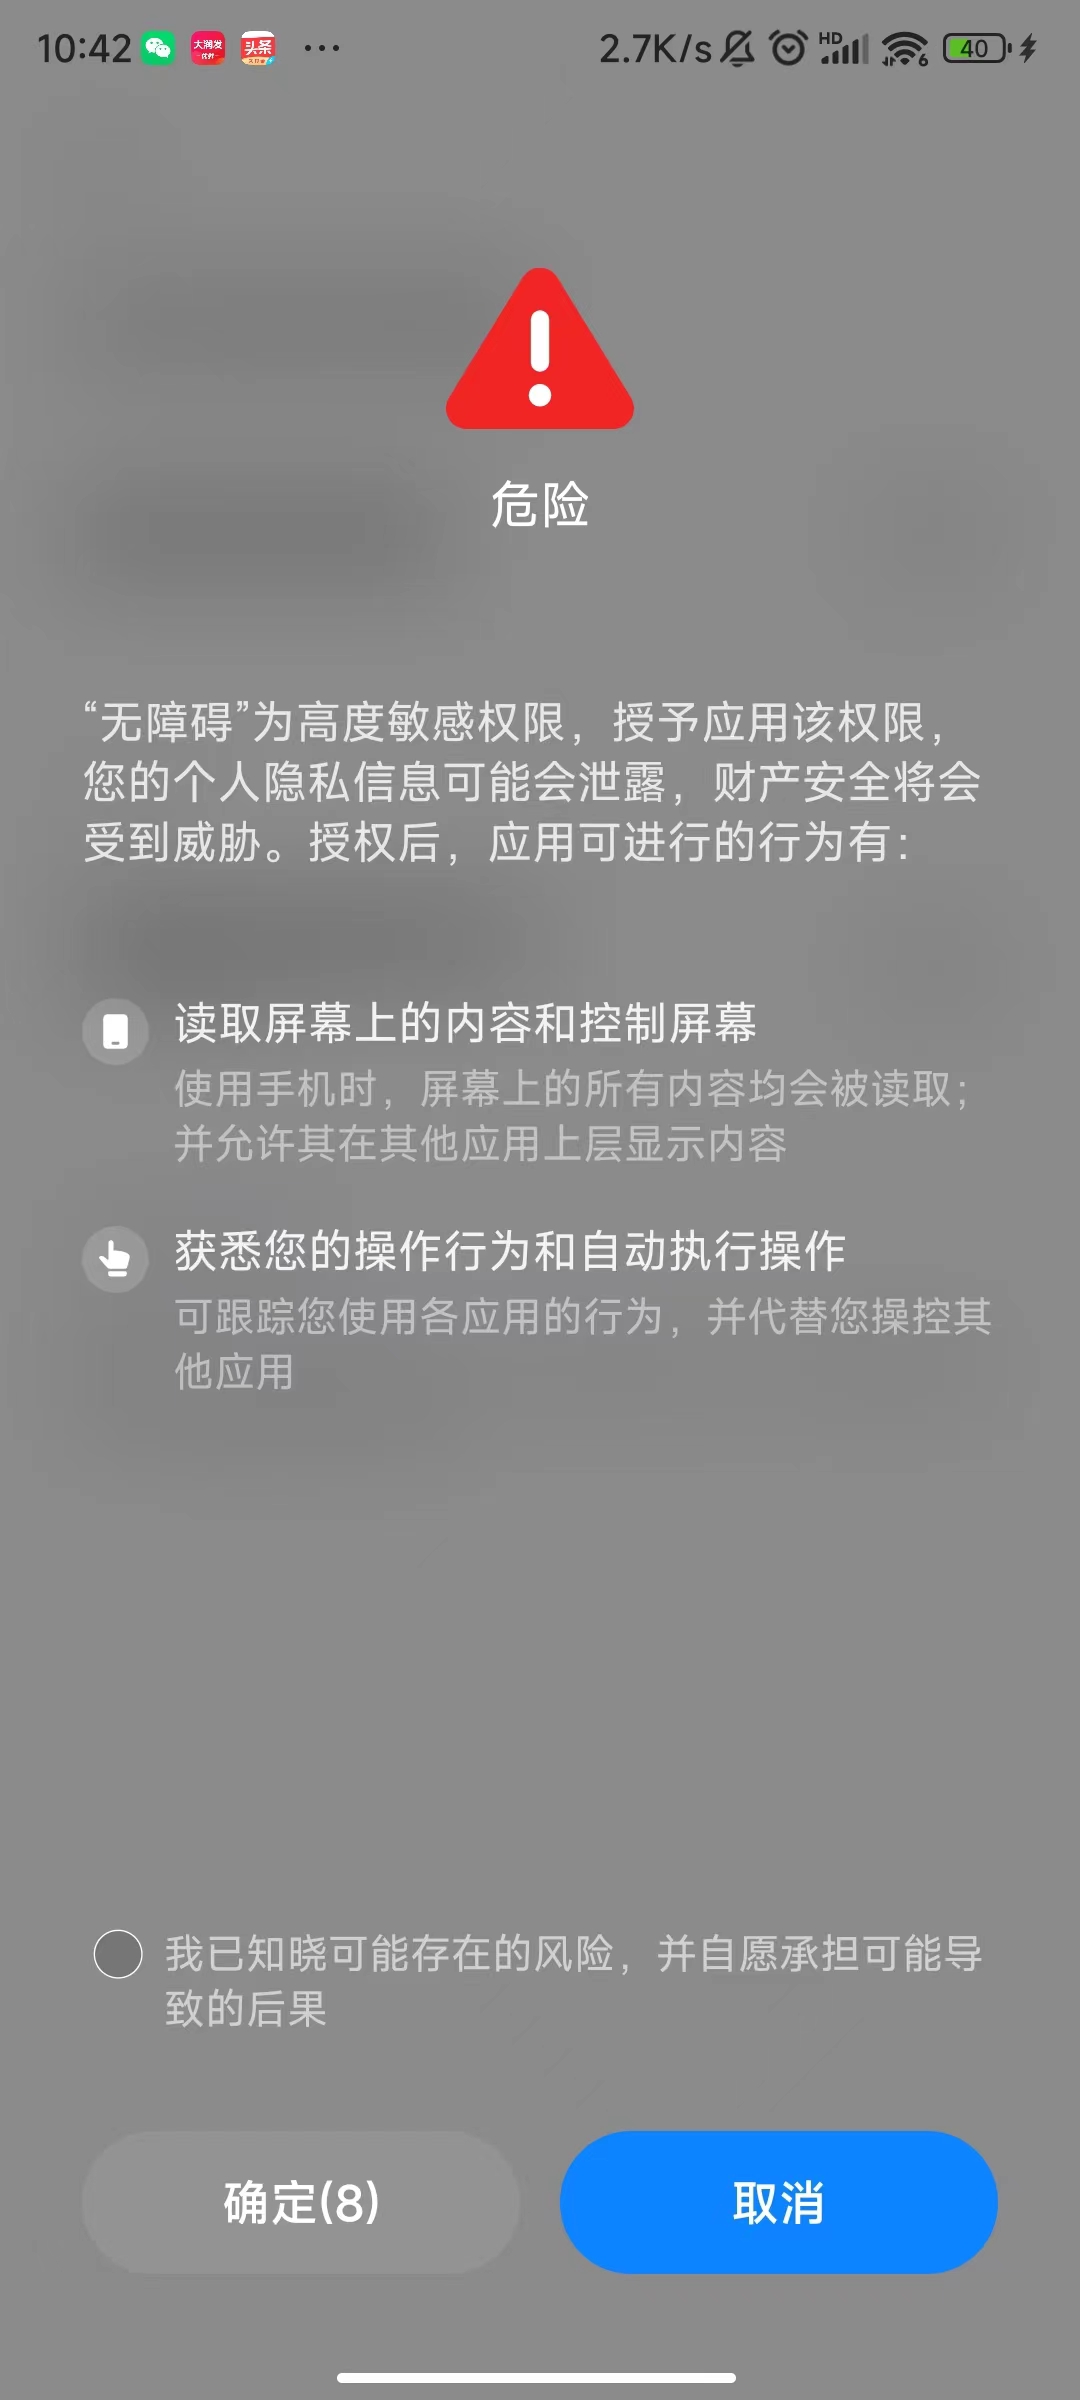 10:42
大润发
头条
2.7K/s
HD
6
40
危险
“无障碍”为高度敏感权限，授予应用该权限，
您的个人隐私信息可能会泄露，财产安全将会
受到威胁。授权后，应用可进行的行为有：
读取屏幕上的内容和控制屏幕
使用手机时，屏幕上的所有内容均会被读取；
并允许其在其他应用上层显示内容
获悉您的操作行为和自动执行操作
可跟踪您使用各应用的行为，并代替您操控其
他应用
我已知晓可能存在的风险，并自愿承担可能导
致的后果
确定(8)
取消